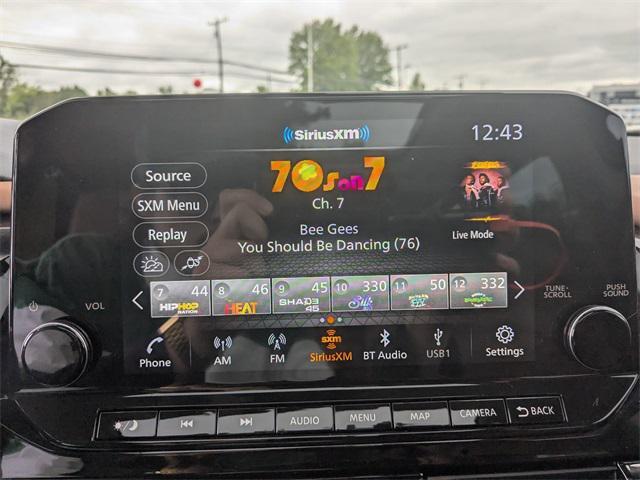 SiriusXM
12:43
Source
70s on 7
Ch. 7
SXM Menu
Replay
Bee Gees
You Should Be Dancing (76)
Live Mode
7 44 8 46 9 45 10 330 11 50 12 332
HIPHOP NATION HEAT SHADE 45
VOL
TUNE· SCROLL
PUSH SOUND
Phone AM FM sxm SiriusXM BT Audio USB1 Settings
AUDIO MENU MAP CAMERA BACK